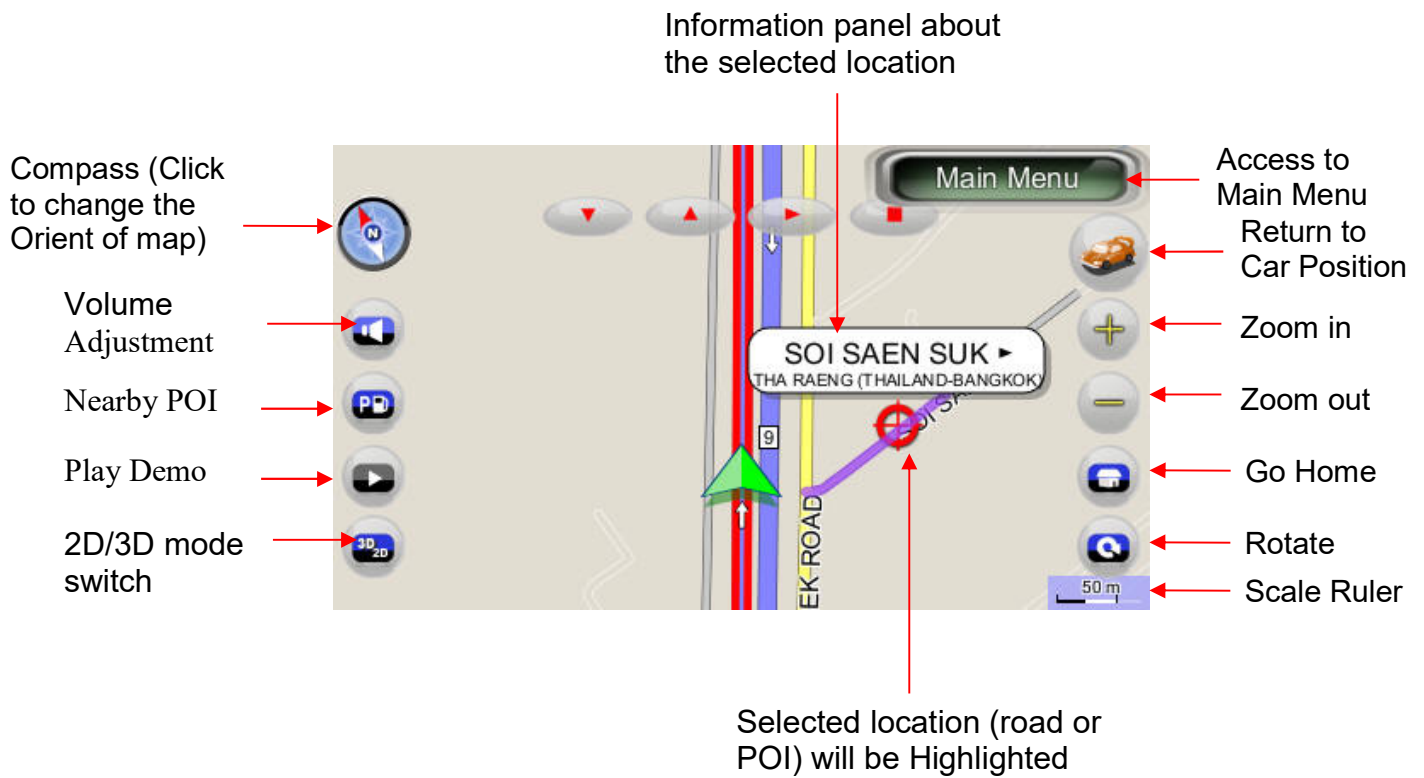 Information panel about
the selected location
Compass (Click
to change the
Orient of map)
Volume
Adjustment
Nearby POI
Play Demo
2D/3D mode
switch
N
P
3D
2D
Main Menu
SOI SAEN SUK
THA RAENG (THAILAND-BANGKOK)
SOI SA
9
EK ROAD
50 m
Access to
Main Menu
Return to
Car Position
Zoom in
Zoom out
Go Home
Rotate
Scale Ruler
Selected location (road or
POI) will be Highlighted